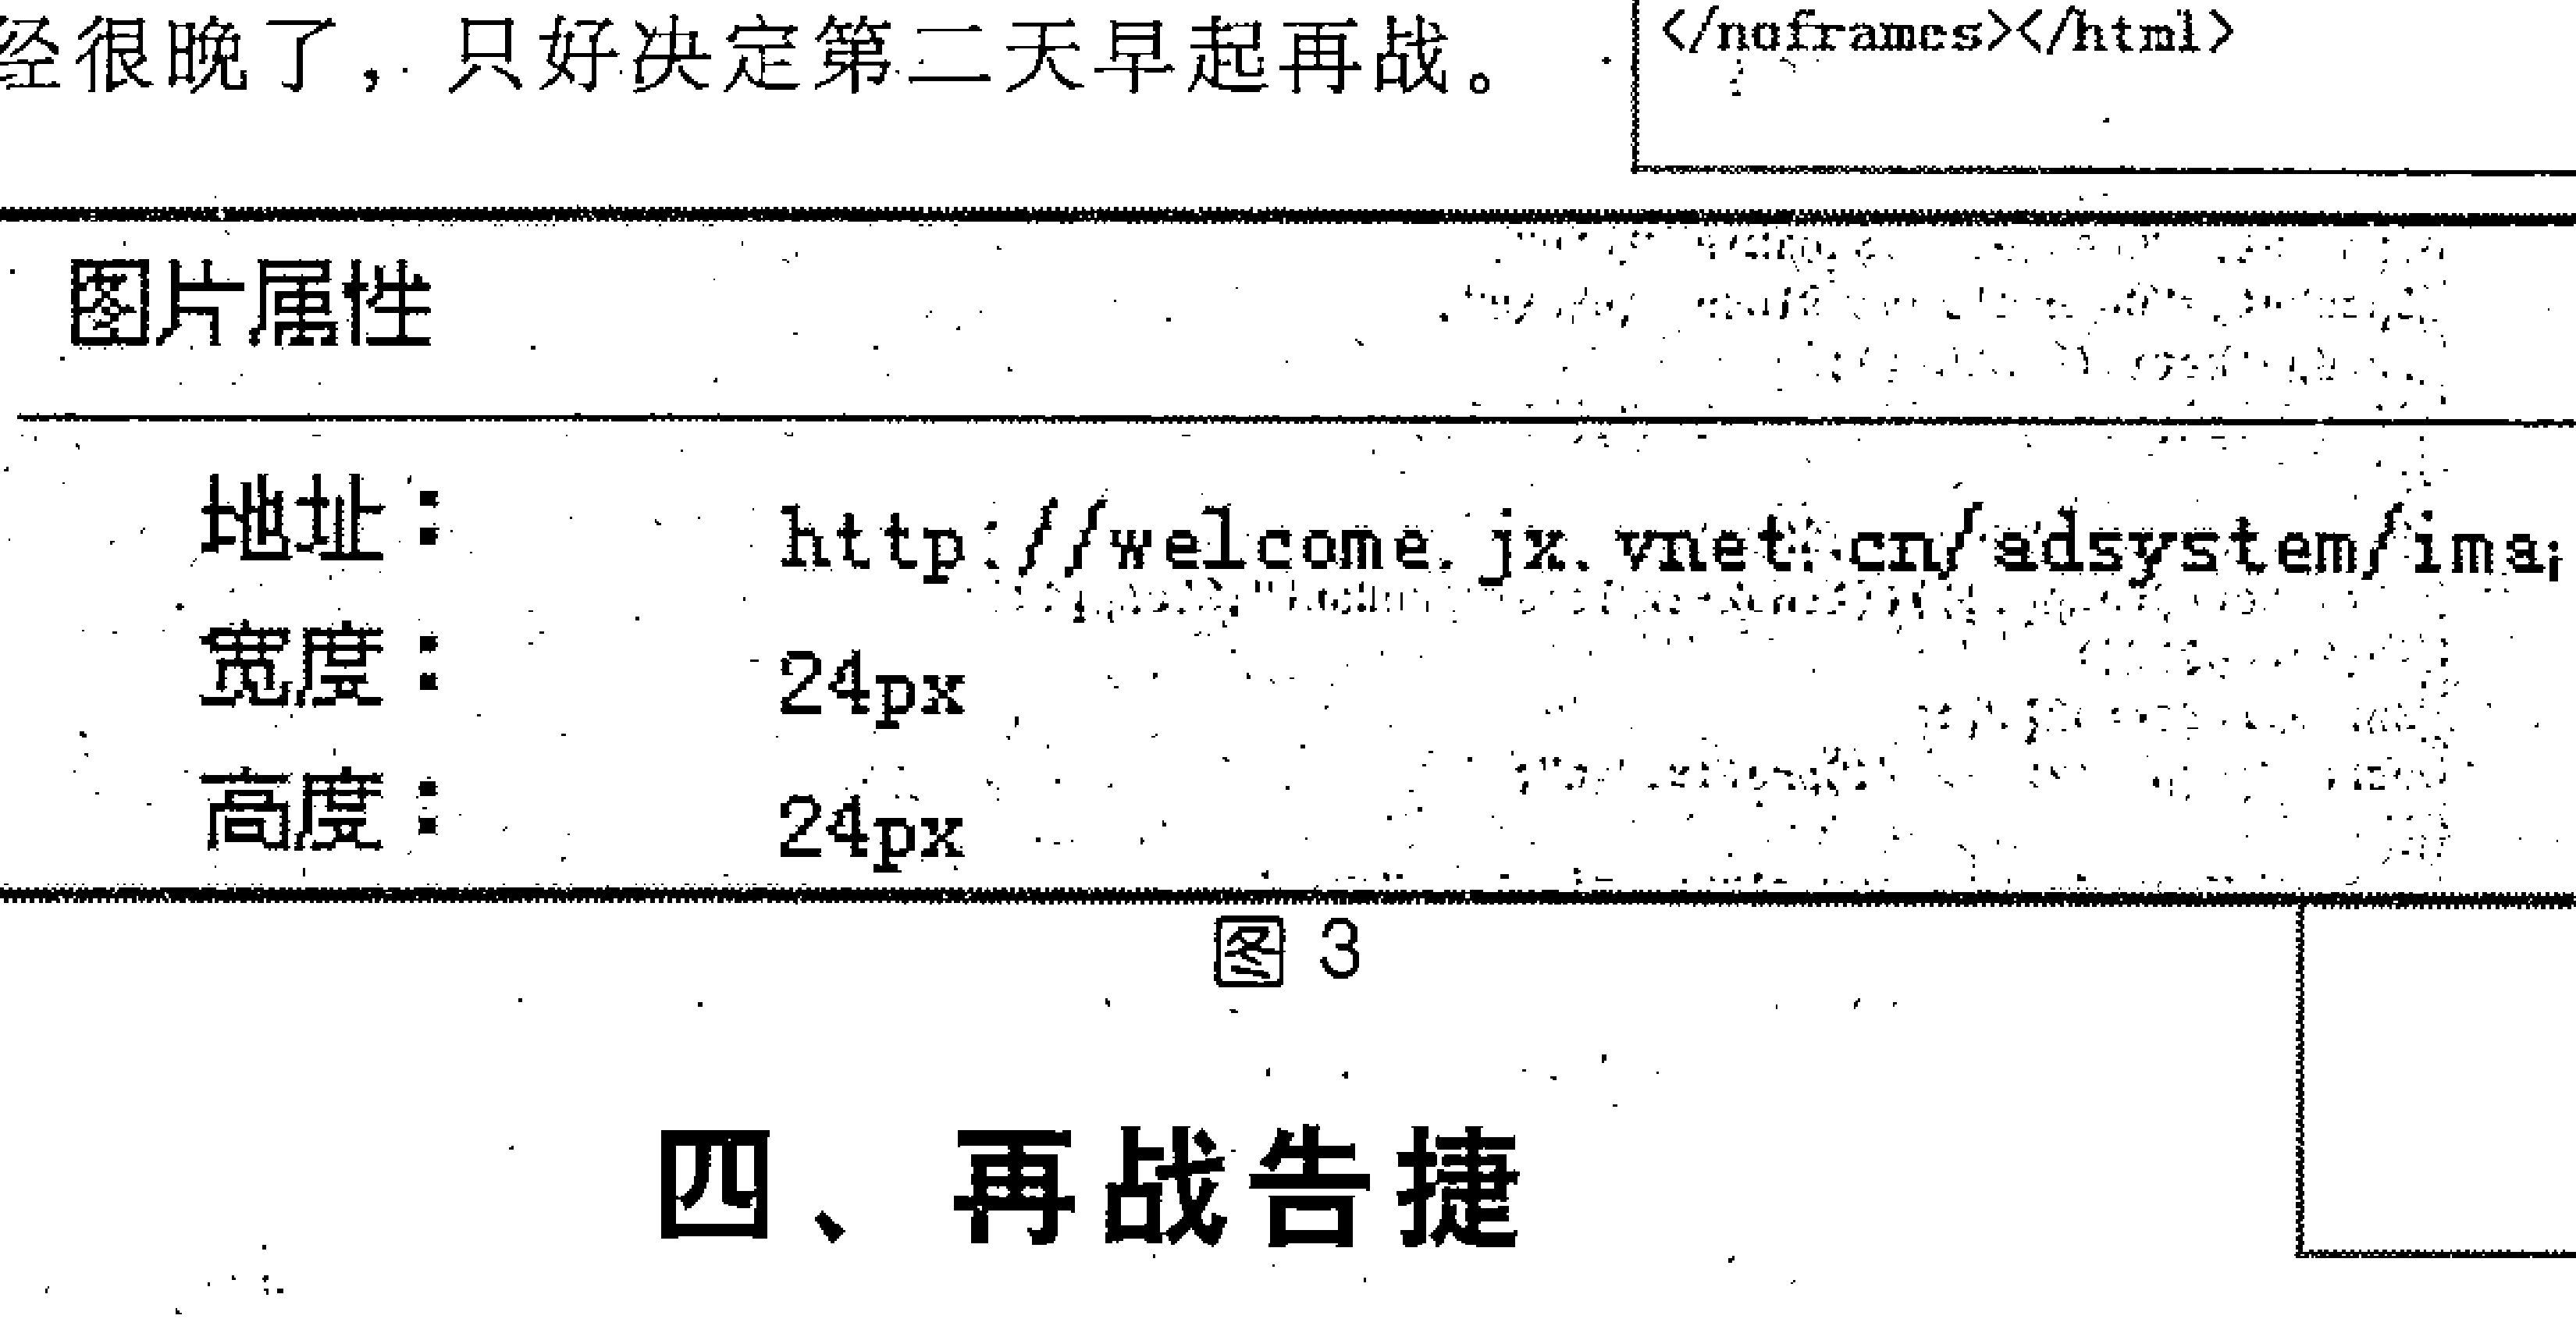 经很晚了，只好决定第二天早起再战。
</noframes></html>
图片属性
地址： http://welcome.jx.vnet.cn/adsystem/ima
宽度： 24px
高度： 24px
图 3
四、再战告捷